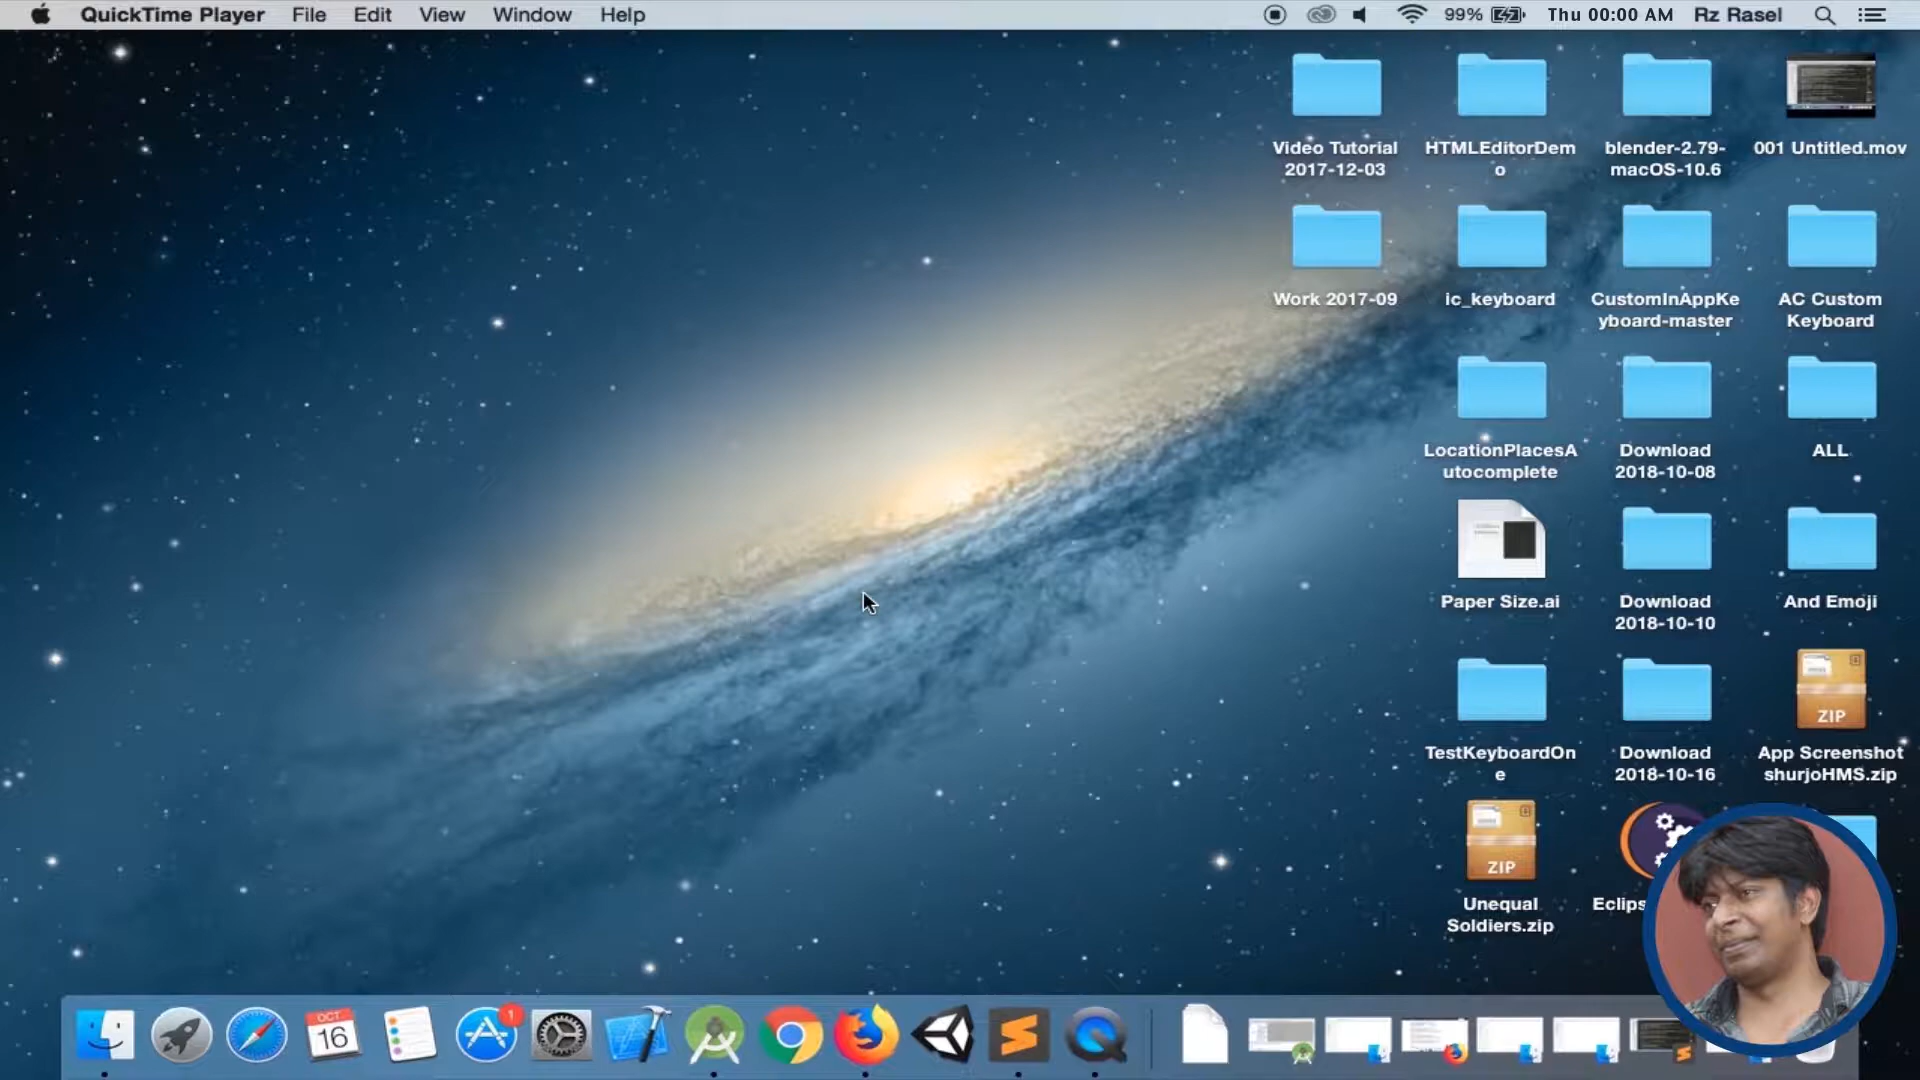 QuickTime Player File Edit View Window Help 99% Thu 00:00 AM Rz Rasel
Video Tutorial
2017-12-03
HTMLEditorDem
o
blender-2.79-
macOS-10.6
001 Untitled.mov
Work 2017-09
ic_keyboard
CustomInAppKe
yboard-master
AC Custom
Keyboard
LocationPlacesA
utocomplete
Download
2018-10-08
ALL
Paper Size.ai
Download
2018-10-10
And Emoji
TestKeyboardOn
e
Download
2018-10-16
ZIP
App Screenshot
shurjoHMS.zip
ZIP
Unequal
Soldiers.zip
Eclips
OCT
16
1